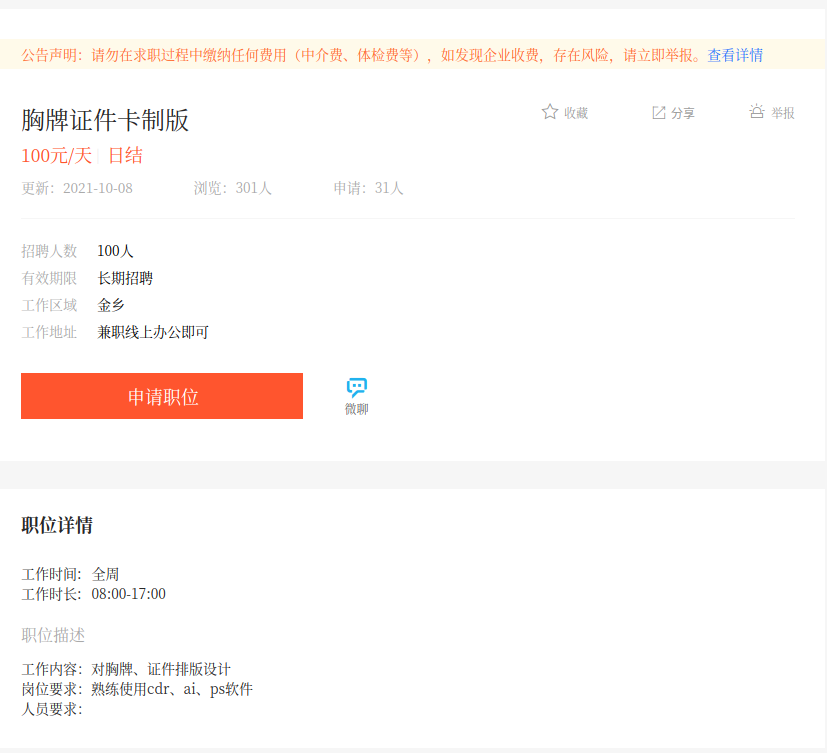 公告声明：请勿在求职过程中缴纳任何费用（中介费、体检费等），如发现企业收费，存在风险，请立即举报。查看详情
胸牌证件卡制版
收藏
分享
举报
100元/天 日结
更新：2021-10-08 浏览：301人 申请：31人
招聘人数 100人
有效期限 长期招聘
工作区域 金乡
工作地址 兼职线上办公即可
申请职位
微聊
职位详情
工作时间：全周
工作时长：08:00-17:00
职位描述
工作内容：对胸牌、证件排版设计
岗位要求：熟练使用cdr、ai、ps软件
人员要求：